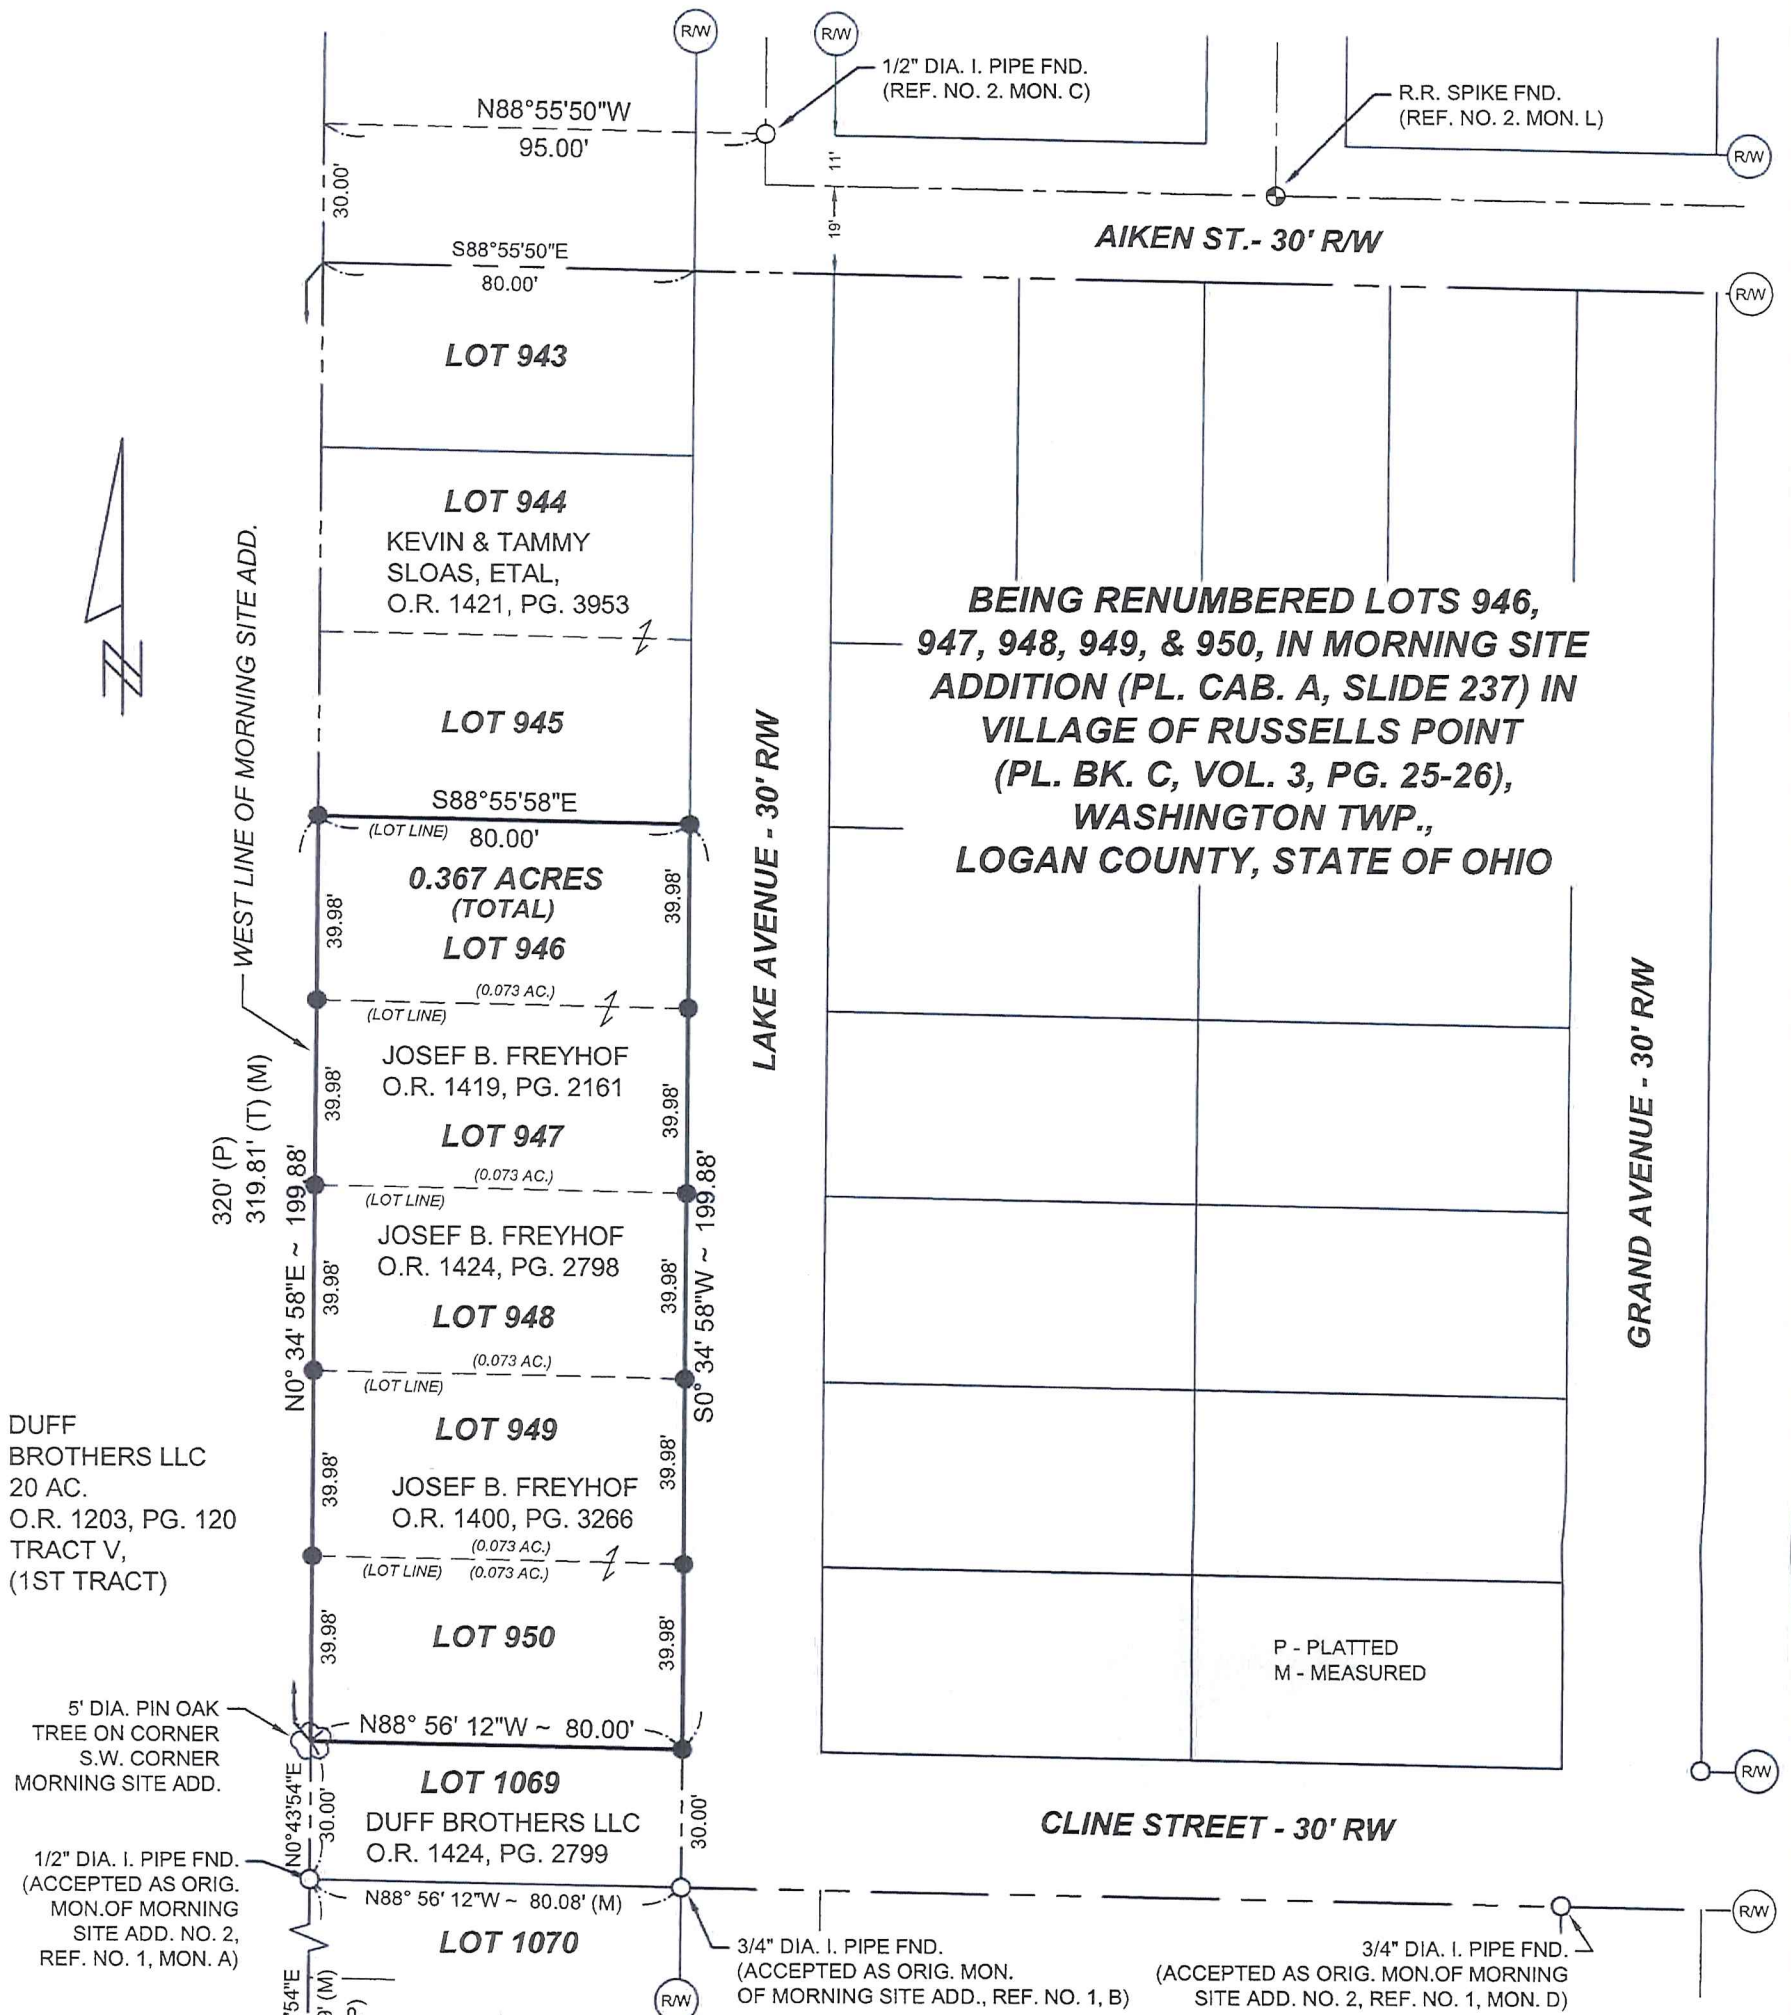 R/W
R/W
1/2" DIA. I. PIPE FND.
(REF. NO. 2. MON. C)
R.R. SPIKE FND.
(REF. NO. 2. MON. L)
R/W
N88°55'50"W
95.00'
30.00'
11'
19'
AIKEN ST.- 30' R/W
S88°55'50"E
80.00'
R/W
LOT 943
LOT 944
KEVIN & TAMMY
SLOAS, ETAL,
O.R. 1421, PG. 3953
N
WEST LINE OF MORNING SITE ADD.
LOT 945
BEING RENUMBERED LOTS 946,
947, 948, 949, & 950, IN MORNING SITE
ADDITION (PL. CAB. A, SLIDE 237) IN
VILLAGE OF RUSSELLS POINT
(PL. BK. C, VOL. 3, PG. 25-26),
WASHINGTON TWP.,
LOGAN COUNTY, STATE OF OHIO
LAKE AVENUE - 30' R/W
GRAND AVENUE - 30' R/W
S88°55'58"E
(LOT LINE) 80.00'
0.367 ACRES
(TOTAL)
39.98'
39.98'
LOT 946
(0.073 AC.)
(LOT LINE)
JOSEF B. FREYHOF
O.R. 1419, PG. 2161
39.98'
39.98'
LOT 947
(0.073 AC.)
(LOT LINE)
320' (P)
319.81' (T) (M)
N0° 34' 58"E ~ 199.88'
S0° 34' 58"W ~ 199.88'
JOSEF B. FREYHOF
O.R. 1424, PG. 2798
39.98'
39.98'
LOT 948
(0.073 AC.)
(LOT LINE)
LOT 949
DUFF
BROTHERS LLC
20 AC.
O.R. 1203, PG. 120
TRACT V,
(1ST TRACT)
39.98'
39.98'
JOSEF B. FREYHOF
O.R. 1400, PG. 3266
(0.073 AC.)
(LOT LINE) (0.073 AC.)
39.98'
39.98'
LOT 950
P - PLATTED
M - MEASURED
5' DIA. PIN OAK
TREE ON CORNER
S.W. CORNER
MORNING SITE ADD.
N88° 56' 12"W ~ 80.00'
R/W
LOT 1069
DUFF BROTHERS LLC
O.R. 1424, PG. 2799
N0°43'54"E
30.00'
30.00'
CLINE STREET - 30' RW
1/2" DIA. I. PIPE FND.
(ACCEPTED AS ORIG.
MON.OF MORNING
SITE ADD. NO. 2,
REF. NO. 1, MON. A)
N88° 56' 12"W ~ 80.08' (M)
R/W
LOT 1070
3/4" DIA. I. PIPE FND.
(ACCEPTED AS ORIG. MON.
OF MORNING SITE ADD., REF. NO. 1, B)
3/4" DIA. I. PIPE FND.
(ACCEPTED AS ORIG. MON.OF MORNING
SITE ADD. NO. 2, REF. NO. 1, MON. D)
R/W
54"E
(M)